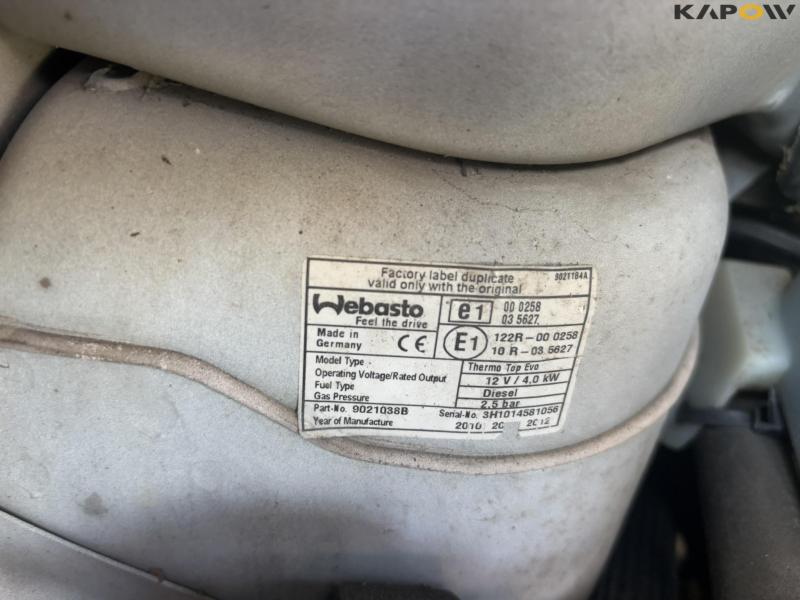 KAPOW
Factory label duplicate 9021184A
valid only with the original
Webasto
Feel the drive
e1 00 0258
03 5627
Made in
Germany
CE
E1 122R-00 0258
10 R-03 5627
Model Type Thermo Top Evo
Operating Voltage/Rated Output 12 V / 4,0 kW
Fuel Type Diesel
Gas Pressure 2,5 bar
Part-No. 9021038B Serial-No. 3H1014581056
Year of Manufacture 2010 2012